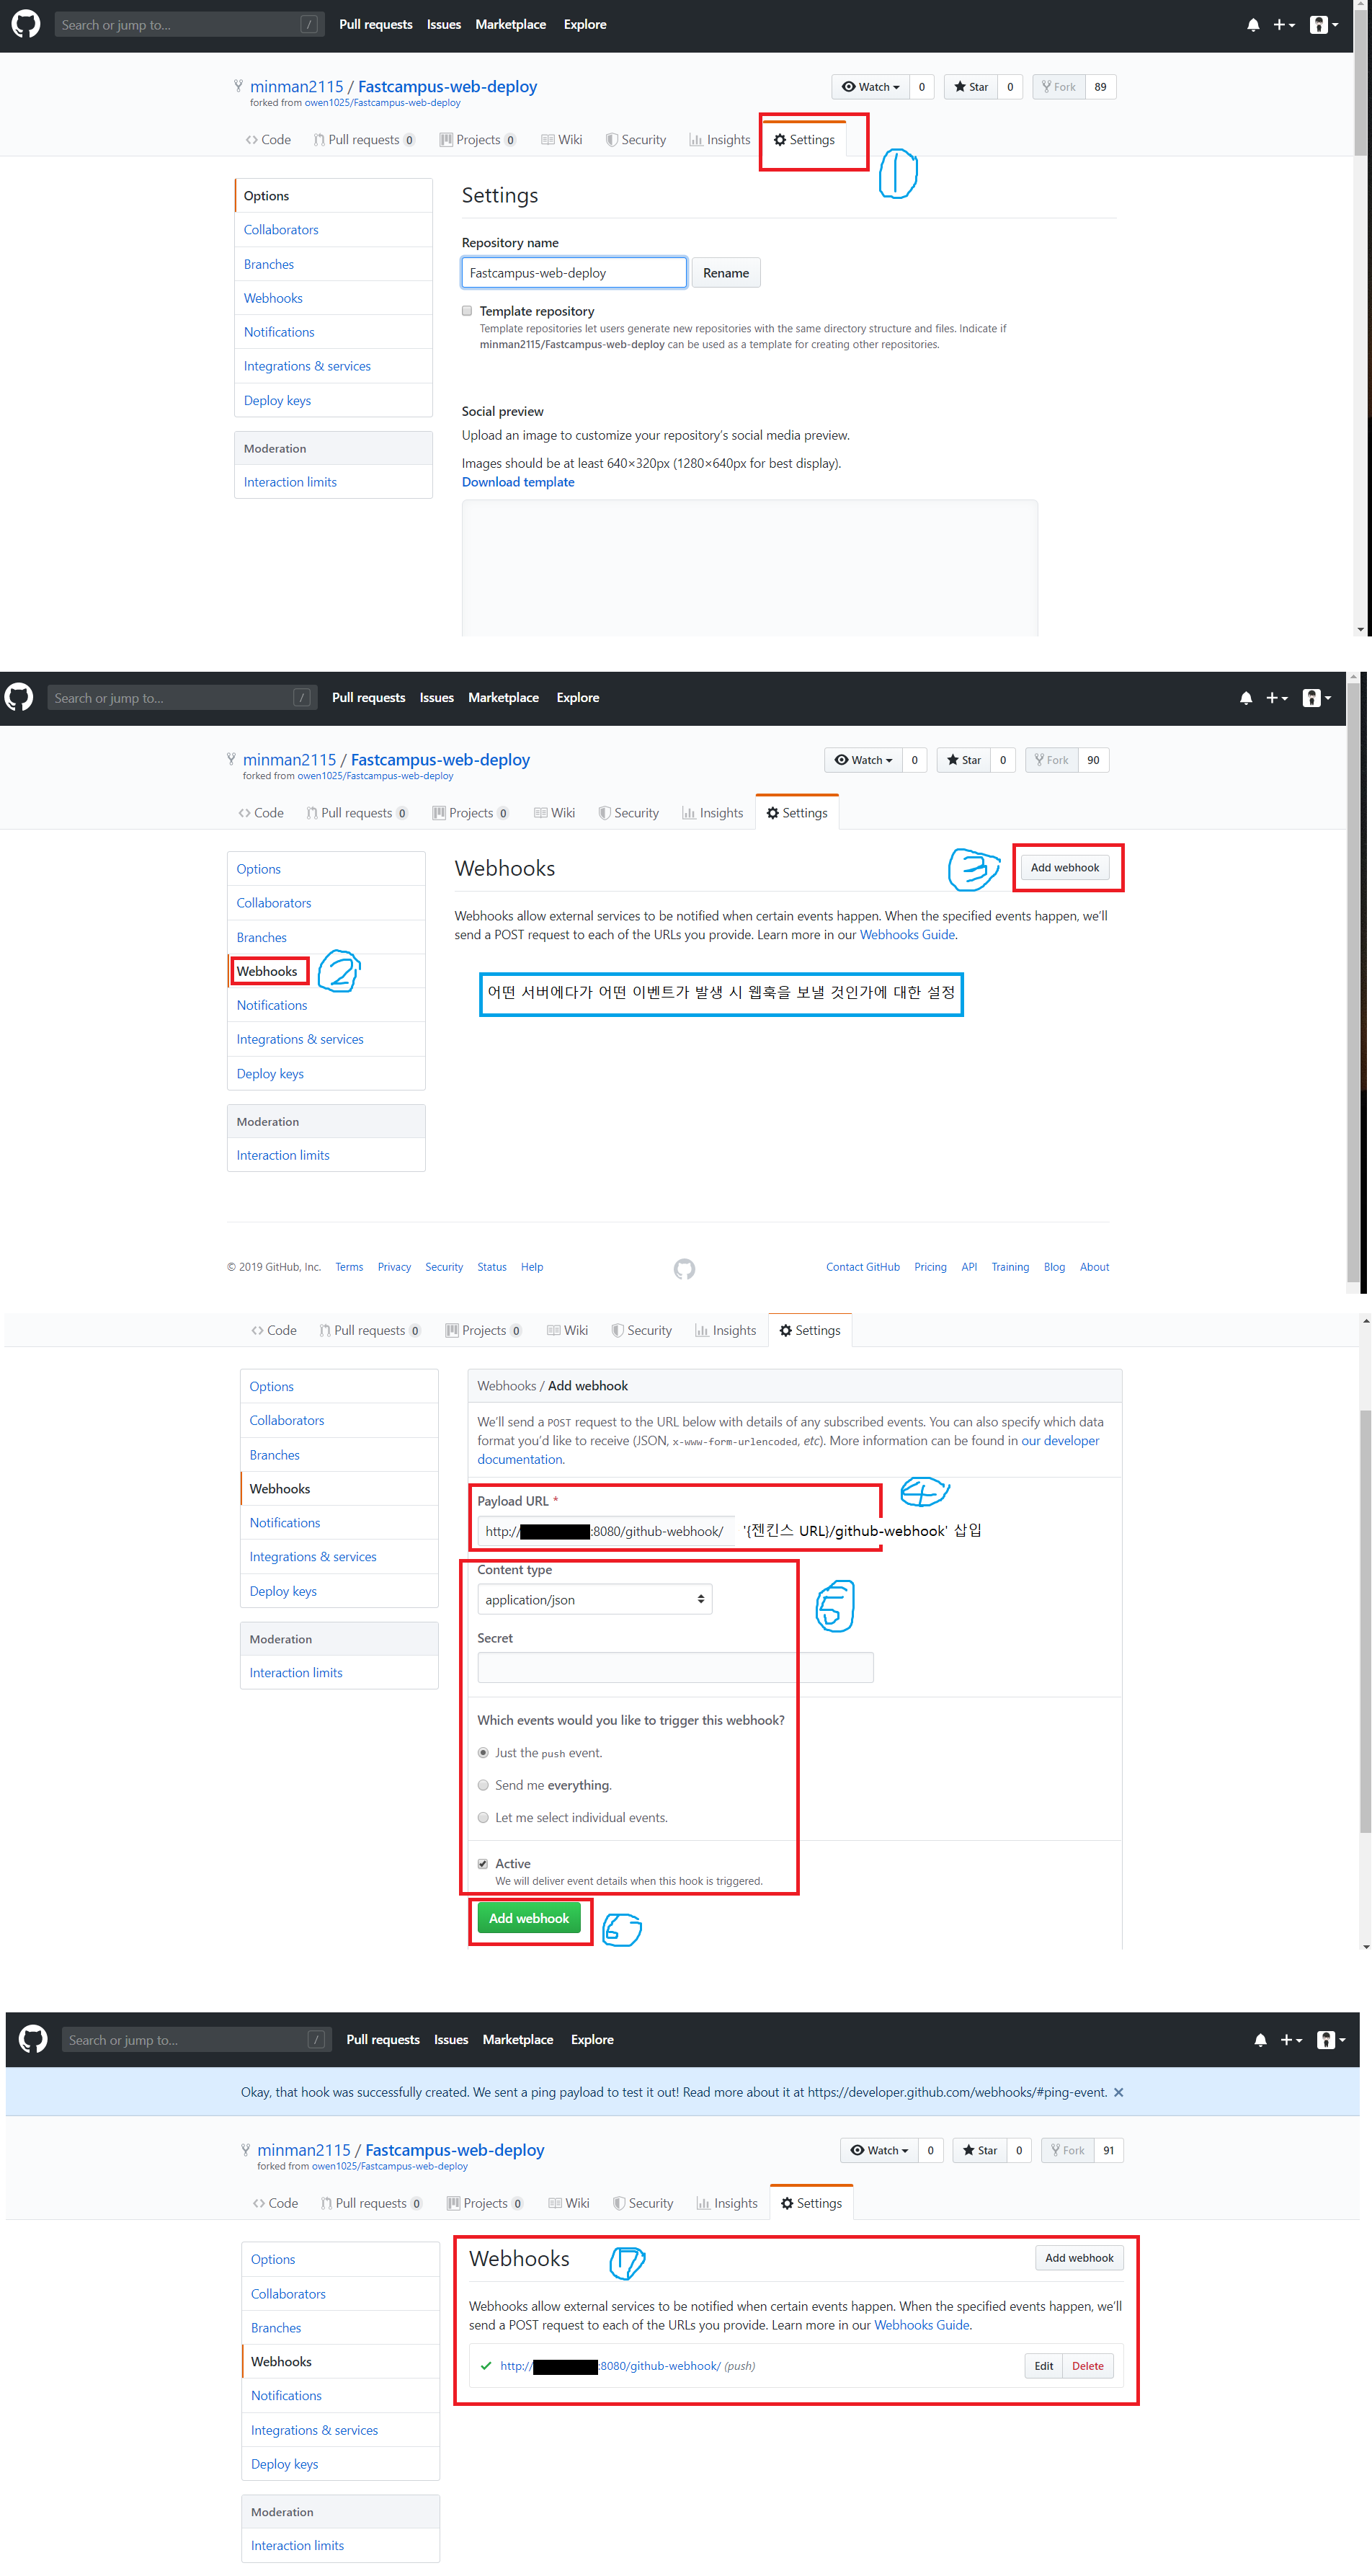 Search or jump to... / Pull requests Issues Marketplace Explore
minman2115 / Fastcampus-web-deploy Watch 0 Star 0 Fork 89
forked from owen1025/Fastcampus-web-deploy
Code Pull requests 0 Projects 0 Wiki Security Insights Settings
1
Options
Collaborators
Branches
Webhooks
Notifications
Integrations & services
Deploy keys
Moderation
Interaction limits
Settings
Repository name
Fastcampus-web-deploy Rename
Template repository
Template repositories let users generate new repositories with the same directory structure and files. Indicate if
minman2115/Fastcampus-web-deploy can be used as a template for creating other repositories.
Social preview
Upload an image to customize your repository's social media preview.
Images should be at least 640×320px (1280×640px for best display).
Download template
Search or jump to... / Pull requests Issues Marketplace Explore
minman2115 / Fastcampus-web-deploy Watch 0 Star 0 Fork 90
forked from owen1025/Fastcampus-web-deploy
Code Pull requests 0 Projects 0 Wiki Security Insights Settings
Options
Collaborators
Branches
Webhooks 2
Notifications
Integrations & services
Deploy keys
Moderation
Interaction limits
Webhooks 3 Add webhook
Webhooks allow external services to be notified when certain events happen. When the specified events happen, we'll
send a POST request to each of the URLs you provide. Learn more in our Webhooks Guide.
어떤 서버에다가 어떤 이벤트가 발생 시 웹훅을 보낼 것인가에 대한 설정
© 2019 GitHub, Inc. Terms Privacy Security Status Help Contact GitHub Pricing API Training Blog About
Code Pull requests 0 Projects 0 Wiki Security Insights Settings
Options
Collaborators
Branches
Webhooks
Notifications
Integrations & services
Deploy keys
Moderation
Interaction limits
Webhooks / Add webhook
We'll send a POST request to the URL below with details of any subscribed events. You can also specify which data
format you'd like to receive (JSON, x-www-form-urlencoded, etc). More information can be found in our developer
documentation.
Payload URL * 4
http:// :8080/github-webhook/ '{젠킨스 URL}/github-webhook' 삽입
Content type
application/json 5
Secret
Which events would you like to trigger this webhook?
Just the push event.
Send me everything.
Let me select individual events.
Active
We will deliver event details when this hook is triggered.
Add webhook 6
Search or jump to... / Pull requests Issues Marketplace Explore
Okay, that hook was successfully created. We sent a ping payload to test it out! Read more about it at https://developer.github.com/webhooks/#ping-event.
minman2115 / Fastcampus-web-deploy Watch 0 Star 0 Fork 91
forked from owen1025/Fastcampus-web-deploy
Code Pull requests 0 Projects 0 Wiki Security Insights Settings
Options
Collaborators
Branches
Webhooks
Notifications
Integrations & services
Deploy keys
Moderation
Interaction limits
Webhooks 7 Add webhook
Webhooks allow external services to be notified when certain events happen. When the specified events happen, we'll
send a POST request to each of the URLs you provide. Learn more in our Webhooks Guide.
http:// :8080/github-webhook/ (push) Edit Delete